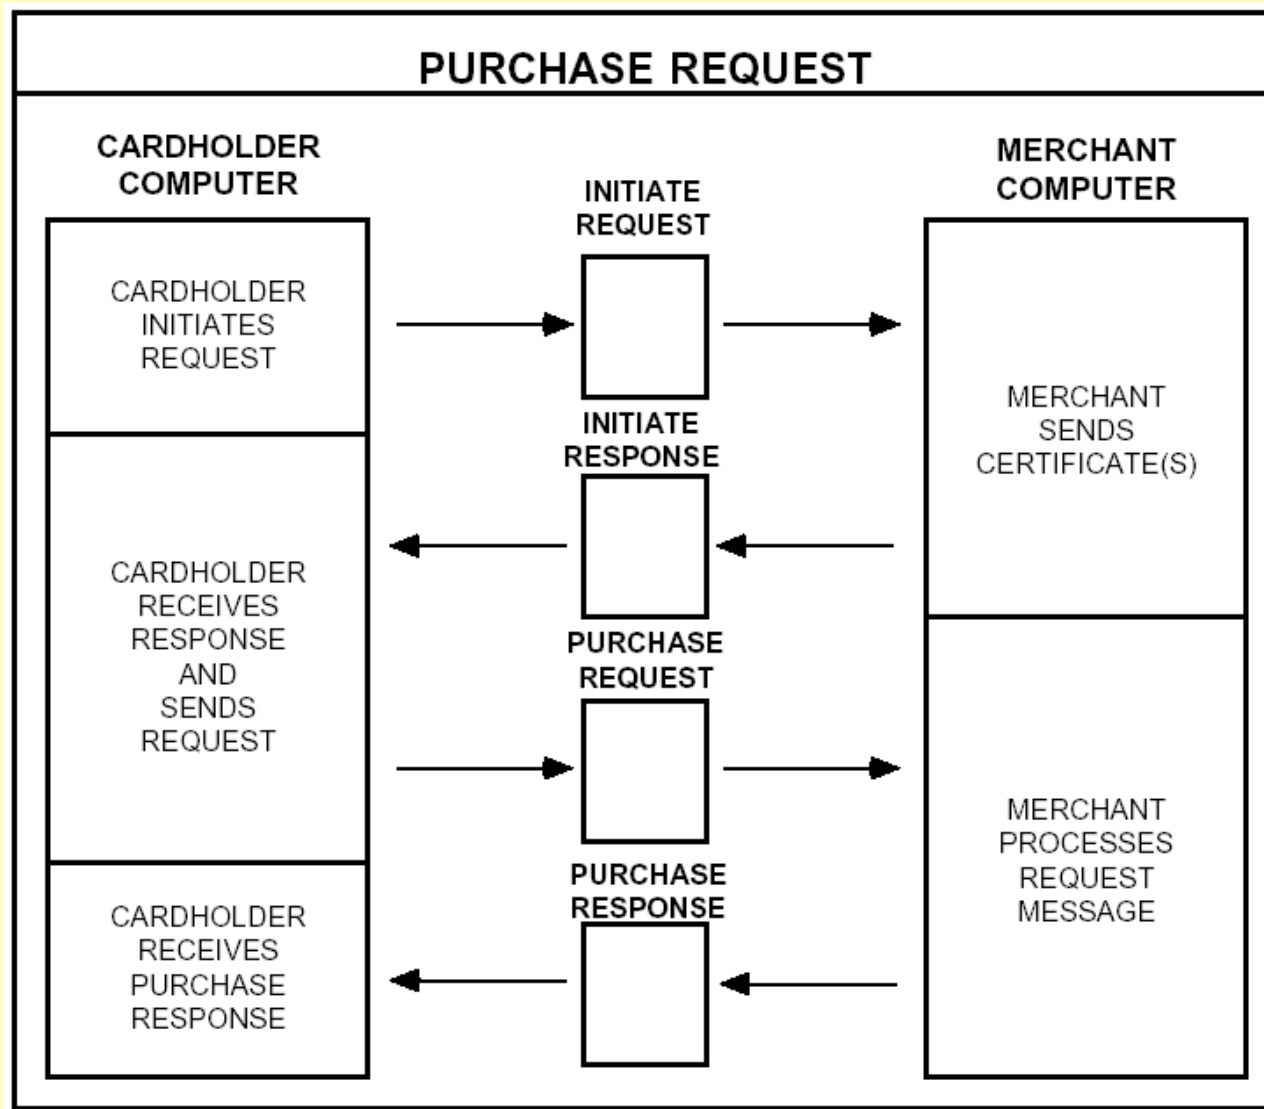 PURCHASE REQUEST
CARDHOLDER
COMPUTER
MERCHANT
COMPUTER
INITIATE
REQUEST
CARDHOLDER
INITIATES
REQUEST
MERCHANT
SENDS
CERTIFICATE(S)
INITIATE
RESPONSE
CARDHOLDER
RECEIVES
RESPONSE
AND
SENDS
REQUEST
PURCHASE
REQUEST
MERCHANT
PROCESSES
REQUEST
MESSAGE
PURCHASE
RESPONSE
CARDHOLDER
RECEIVES
PURCHASE
RESPONSE